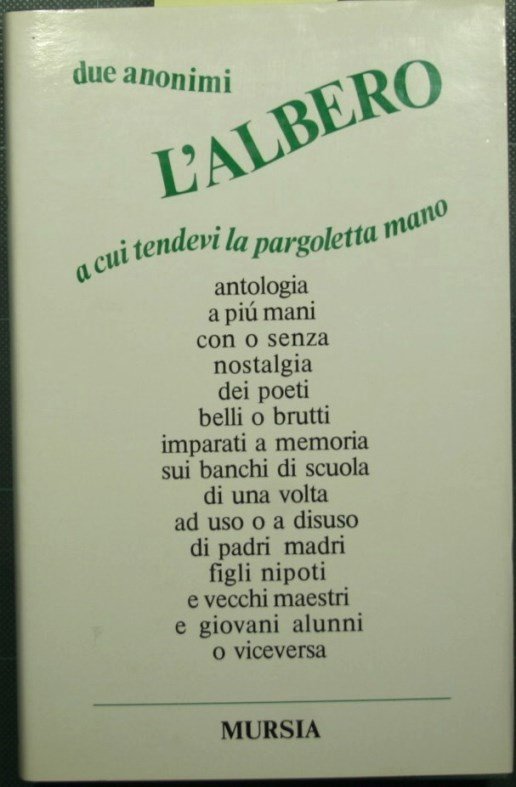 due anonimi
L'ALBERO
a cui tendevi la pargoletta mano
antologia
a piú mani
con o senza
nostalgia
dei poeti
belli o brutti
imparati a memoria
sui banchi di scuola
di una volta
ad uso o a disuso
di padri madri
figli nipoti
e vecchi maestri
e giovani alunni
o viceversa
MURSIA